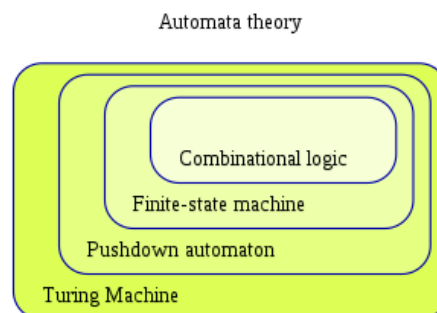 Automata theory
Combinational logic
Finite-state machine
Pushdown automaton
Turing Machine